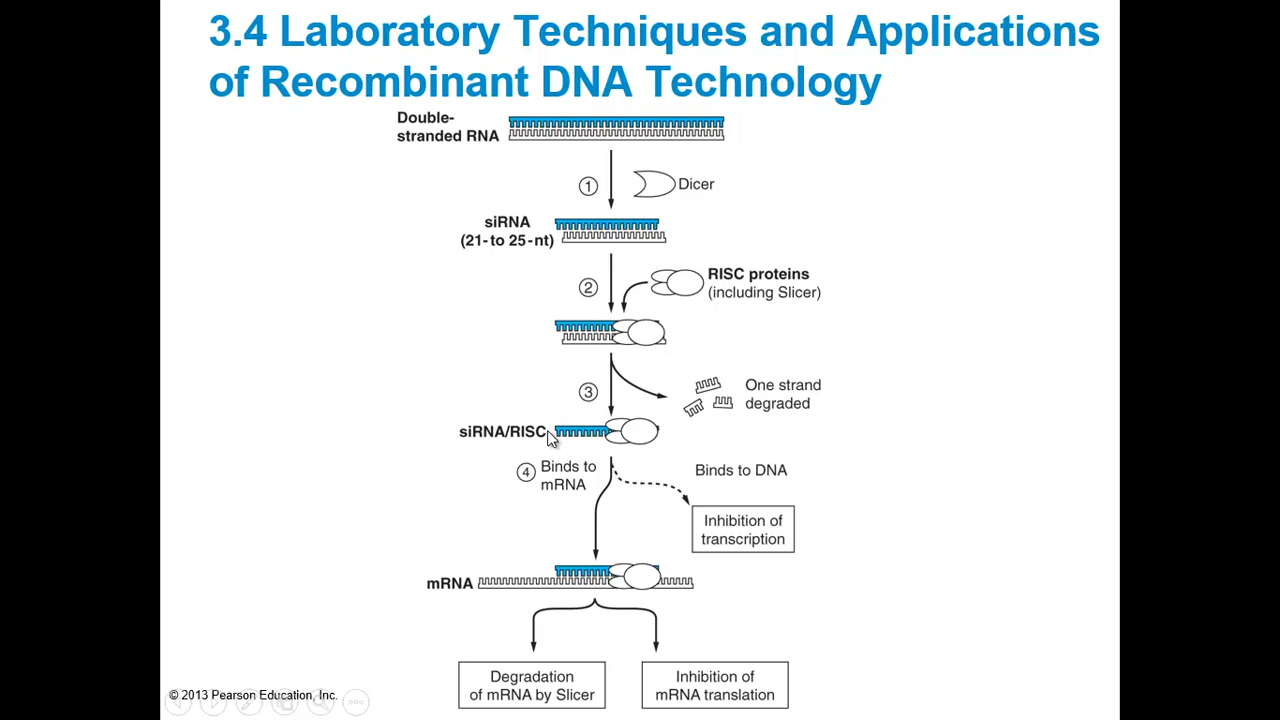 3.4 Laboratory Techniques and Applications
of Recombinant DNA Technology
Double-
stranded RNA
1
Dicer
siRNA
(21- to 25-nt)
2
RISC proteins
(including Slicer)
3
One strand
degraded
siRNA/RISC
4 Binds to
mRNA
Binds to DNA
Inhibition of
transcription
mRNA
Degradation
of mRNA by Slicer
Inhibition of
mRNA translation
© 2013 Pearson Education, Inc.